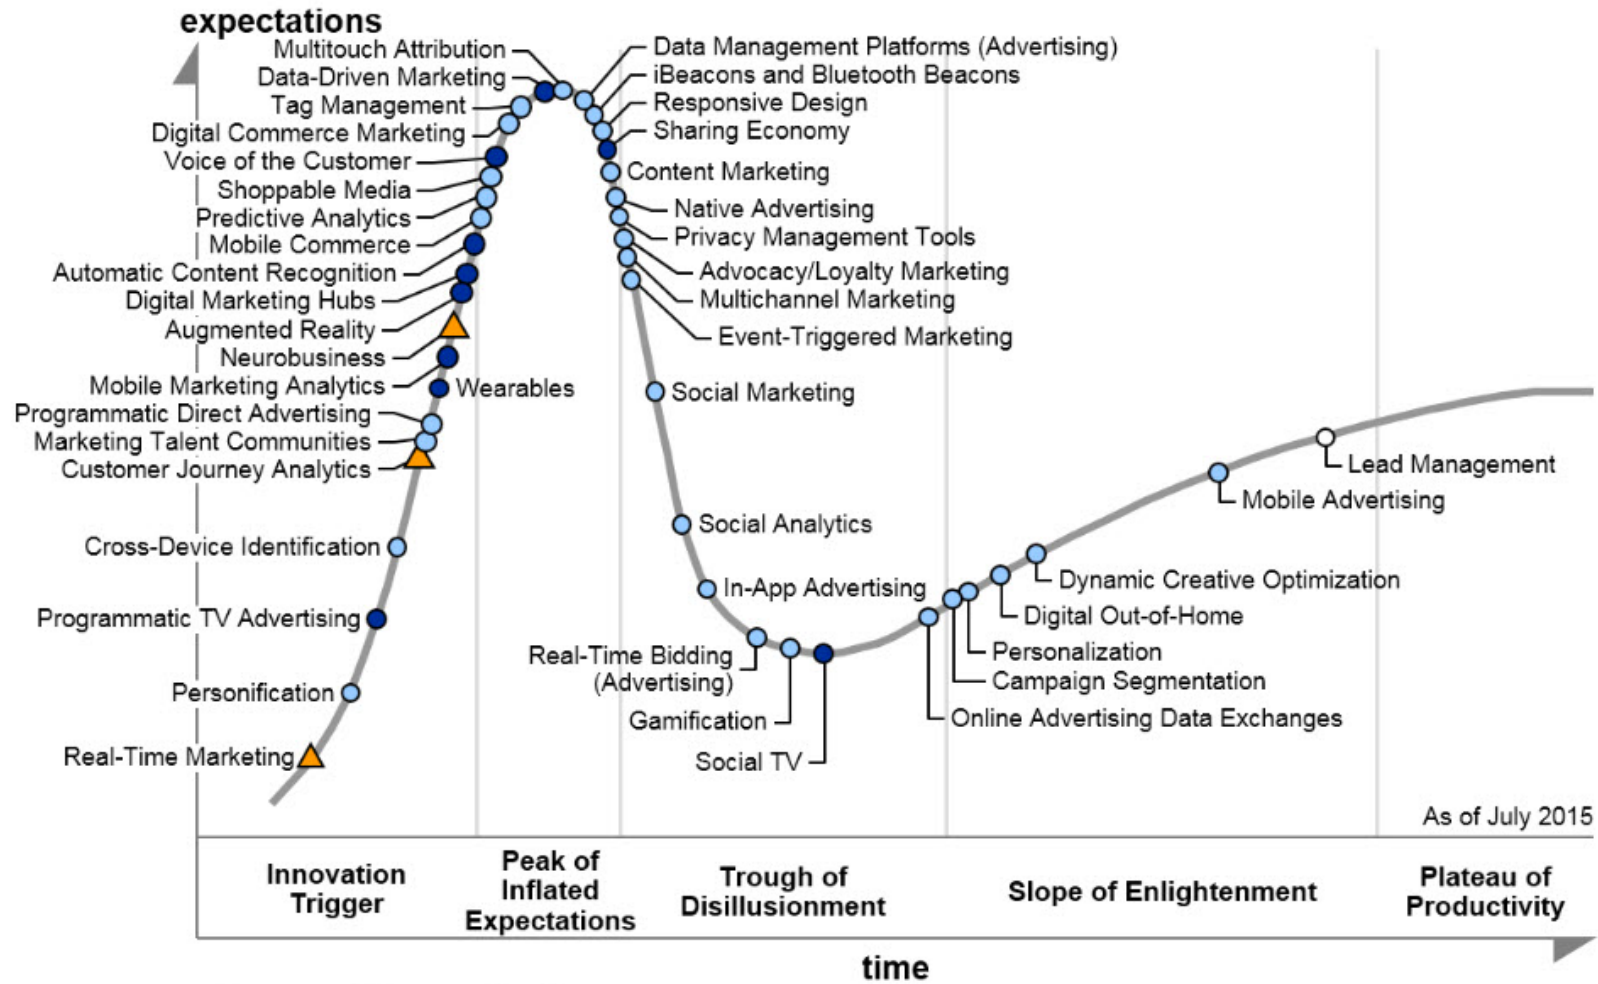 expectations
Multitouch Attribution
Data-Driven Marketing
Tag Management
Digital Commerce Marketing
Voice of the Customer
Shoppable Media
Predictive Analytics
Mobile Commerce
Automatic Content Recognition
Digital Marketing Hubs
Augmented Reality
Neurobusiness
Mobile Marketing Analytics
Wearables
Programmatic Direct Advertising
Marketing Talent Communities
Customer Journey Analytics
Cross-Device Identification
Programmatic TV Advertising
Personification
Real-Time Marketing
Data Management Platforms (Advertising)
iBeacons and Bluetooth Beacons
Responsive Design
Sharing Economy
Content Marketing
Native Advertising
Privacy Management Tools
Advocacy/Loyalty Marketing
Multichannel Marketing
Event-Triggered Marketing
Social Marketing
Social Analytics
In-App Advertising
Real-Time Bidding
(Advertising)
Gamification
Social TV
Lead Management
Mobile Advertising
Dynamic Creative Optimization
Digital Out-of-Home
Personalization
Campaign Segmentation
Online Advertising Data Exchanges
As of July 2015
Innovation
Trigger
Peak of
Inflated
Expectations
Trough of
Disillusionment
Slope of Enlightenment
Plateau of
Productivity
time